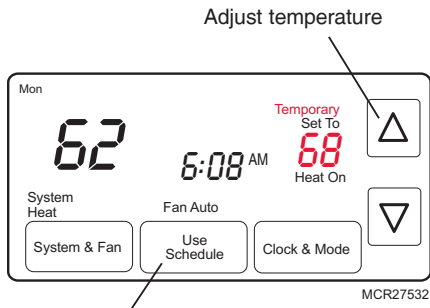 Adjust temperature
Mon
Temporary
Set To
62
6:08 AM
68
Heat On
System
Heat
Fan Auto
System & Fan
Use
Schedule
Clock & Mode
MCR27532